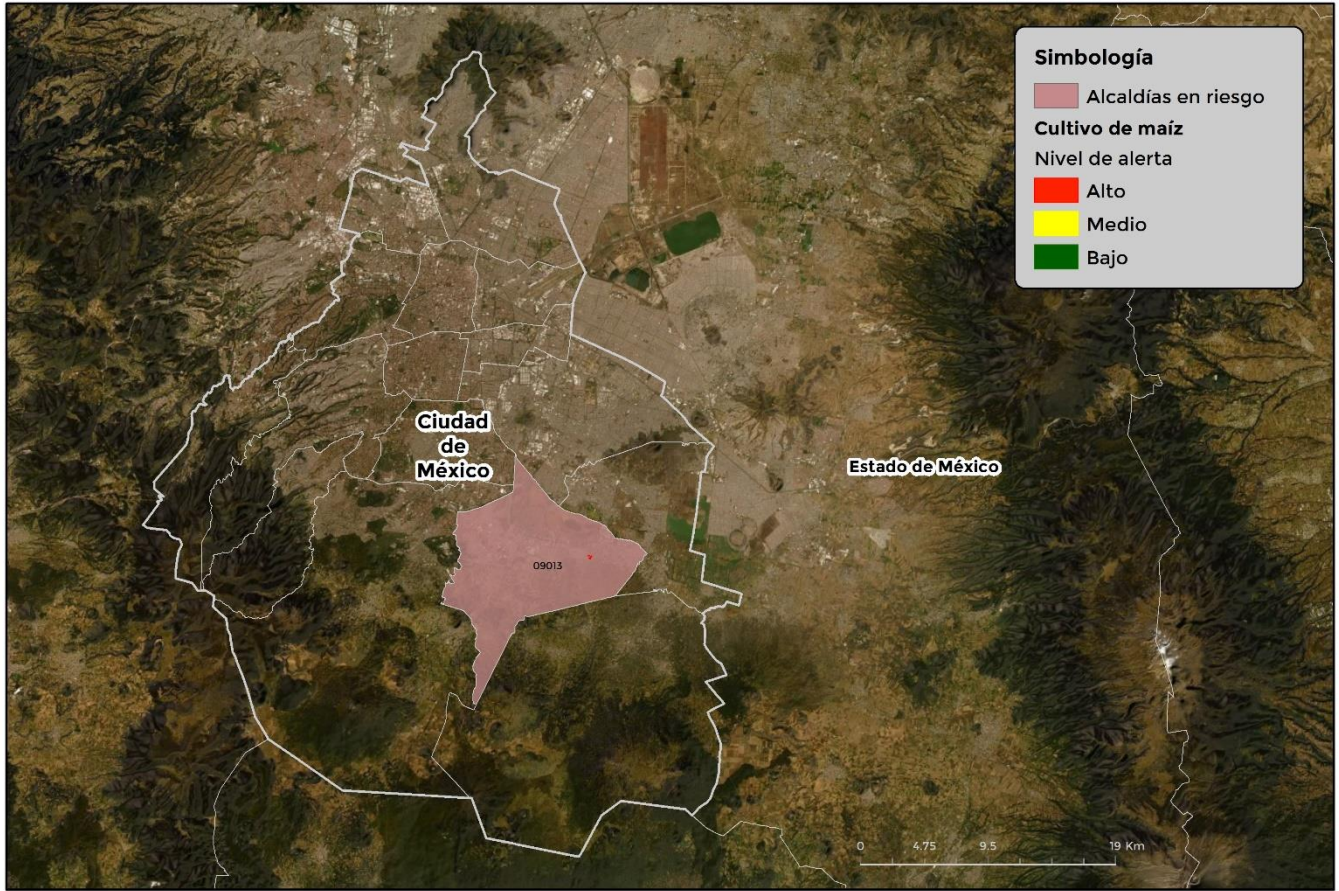 Simbología
Alcaldías en riesgo
Cultivo de maíz
Nivel de alerta
Alto
Medio
Bajo
Ciudad
de
México
Estado de México
09013
0 4.75 9.5 19 Km